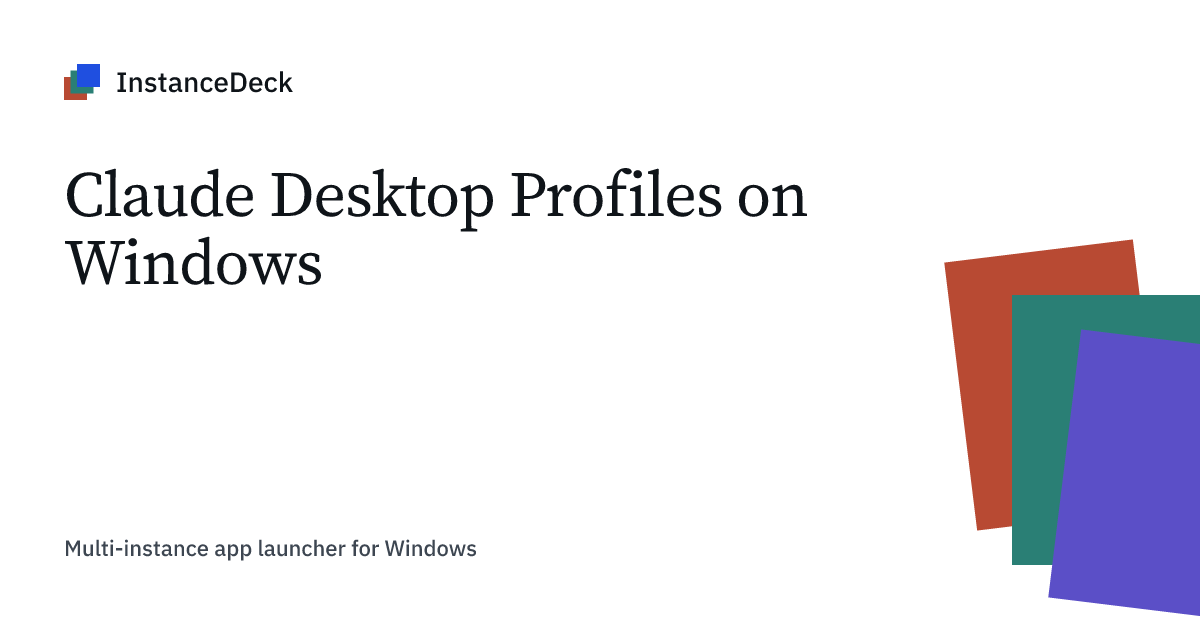 InstanceDeck
Claude Desktop Profiles on
Windows
Multi-instance app launcher for Windows